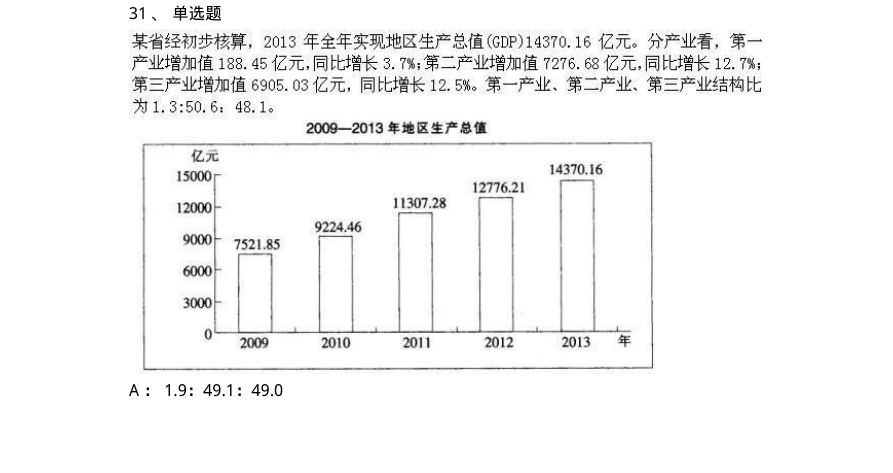 31 、 单选题
某省经初步核算，2013 年全年实现地区生产总值(GDP)14370.16 亿元。分产业看，第一
产业增加值 188.45 亿元,同比增长 3.7%;第二产业增加值 7276.68 亿元,同比增长 12.7%;
第三产业增加值 6905.03 亿元，同比增长 12.5%。第一产业、第二产业、第三产业结构比
为 1.3:50.6：48.1。
2009—2013 年地区生产总值
亿元
15000
12000
9000
6000
3000
0
7521.85
9224.46
11307.28
12776.21
14370.16
2009 2010 2011 2012 2013 年
A： 1.9：49.1：49.0